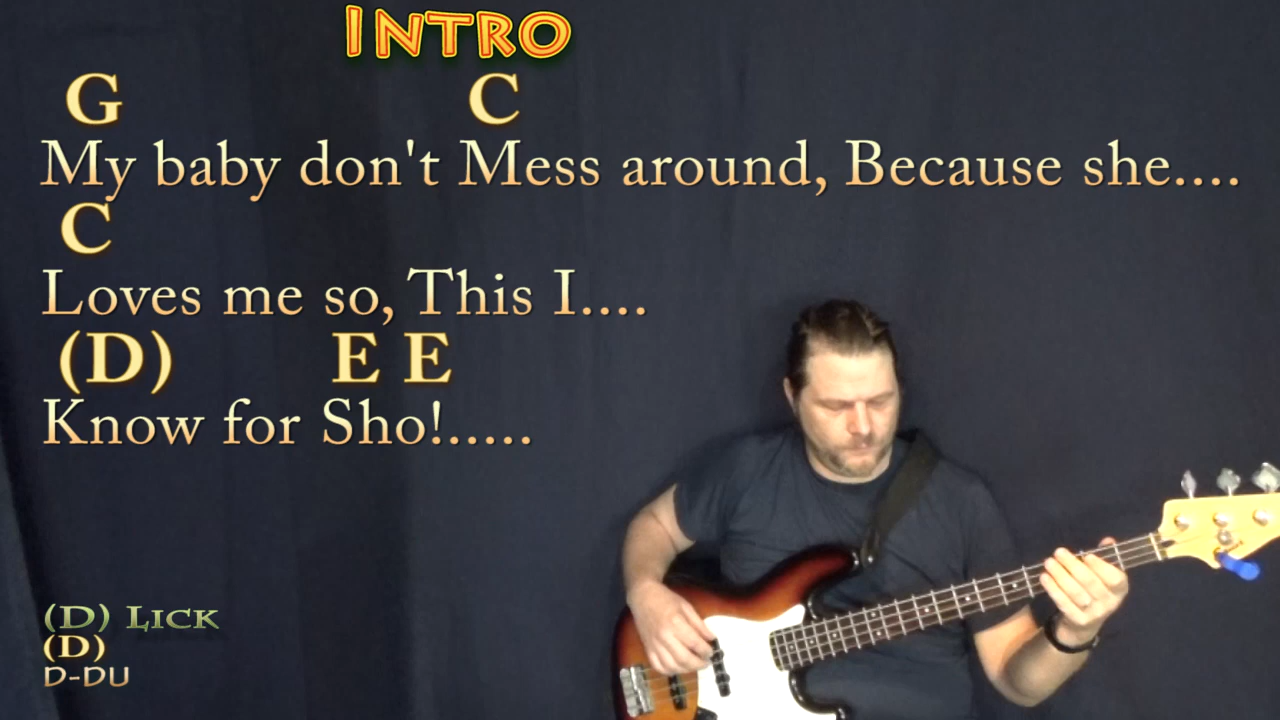 INTRO
G C
My baby don't Mess around, Because she....
C
Loves me so, This I....
(D) E E
Know for Sho!.....
(D) LICK
(D)
D-DU